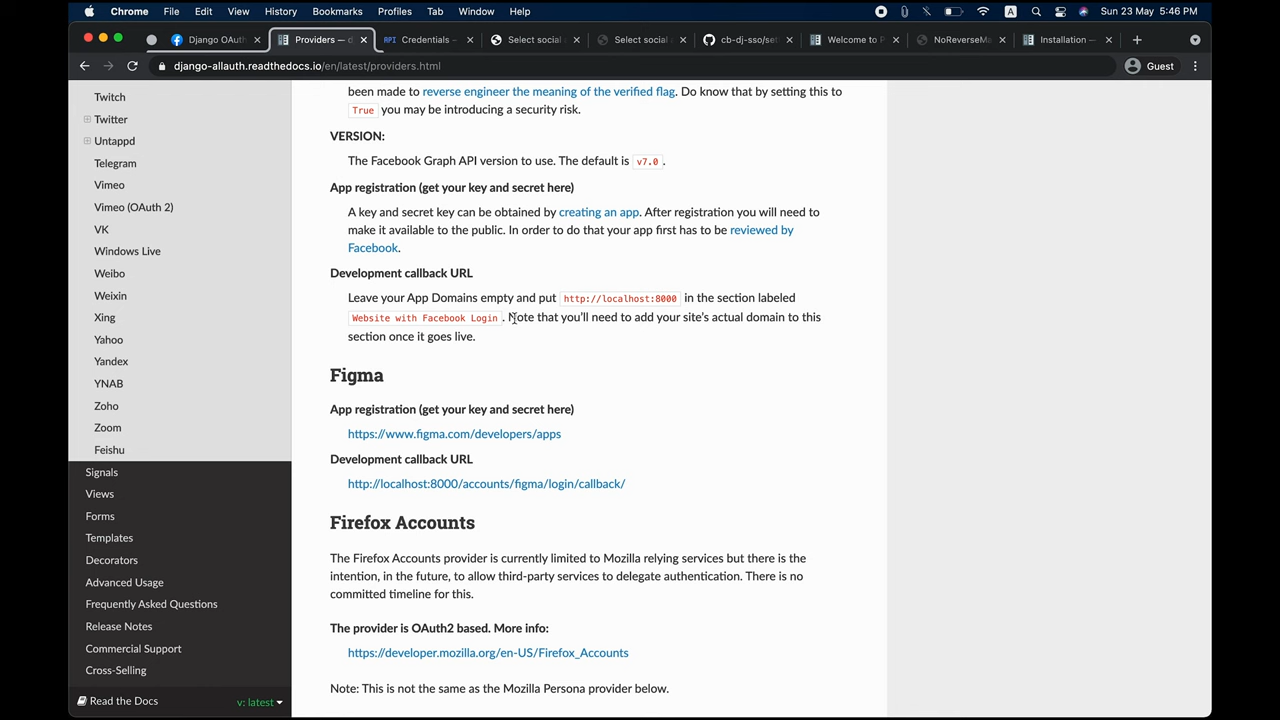 Chrome File Edit View History Bookmarks Profiles Tab Window Help A Sun 23 May 5:46 PM
Django OAuth Providers — d RPI Credentials – Select social Select social cb-dj-sso/set Welcome to P NoReverseMa Installation —
django-allauth.readthedocs.io/en/latest/providers.html Guest
Twitch
Twitter
Untappd
Telegram
Vimeo
Vimeo (OAuth 2)
VK
Windows Live
Weibo
Weixin
Xing
Yahoo
Yandex
YNAB
Zoho
Zoom
Feishu
Signals
Views
Forms
Templates
Decorators
Advanced Usage
Frequently Asked Questions
Release Notes
Commercial Support
Cross-Selling
Read the Docs v: latest
been made to reverse engineer the meaning of the verified flag. Do know that by setting this to
True you may be introducing a security risk.
VERSION:
The Facebook Graph API version to use. The default is v7.0 .
App registration (get your key and secret here)
A key and secret key can be obtained by creating an app. After registration you will need to
make it available to the public. In order to do that your app first has to be reviewed by
Facebook.
Development callback URL
Leave your App Domains empty and put http://localhost:8000 in the section labeled
Website with Facebook Login . Note that you'll need to add your site's actual domain to this
section once it goes live.
Figma
App registration (get your key and secret here)
https://www.figma.com/developers/apps
Development callback URL
http://localhost:8000/accounts/figma/login/callback/
Firefox Accounts
The Firefox Accounts provider is currently limited to Mozilla relying services but there is the
intention, in the future, to allow third-party services to delegate authentication. There is no
committed timeline for this.
The provider is OAuth2 based. More info:
https://developer.mozilla.org/en-US/Firefox_Accounts
Note: This is not the same as the Mozilla Persona provider below.